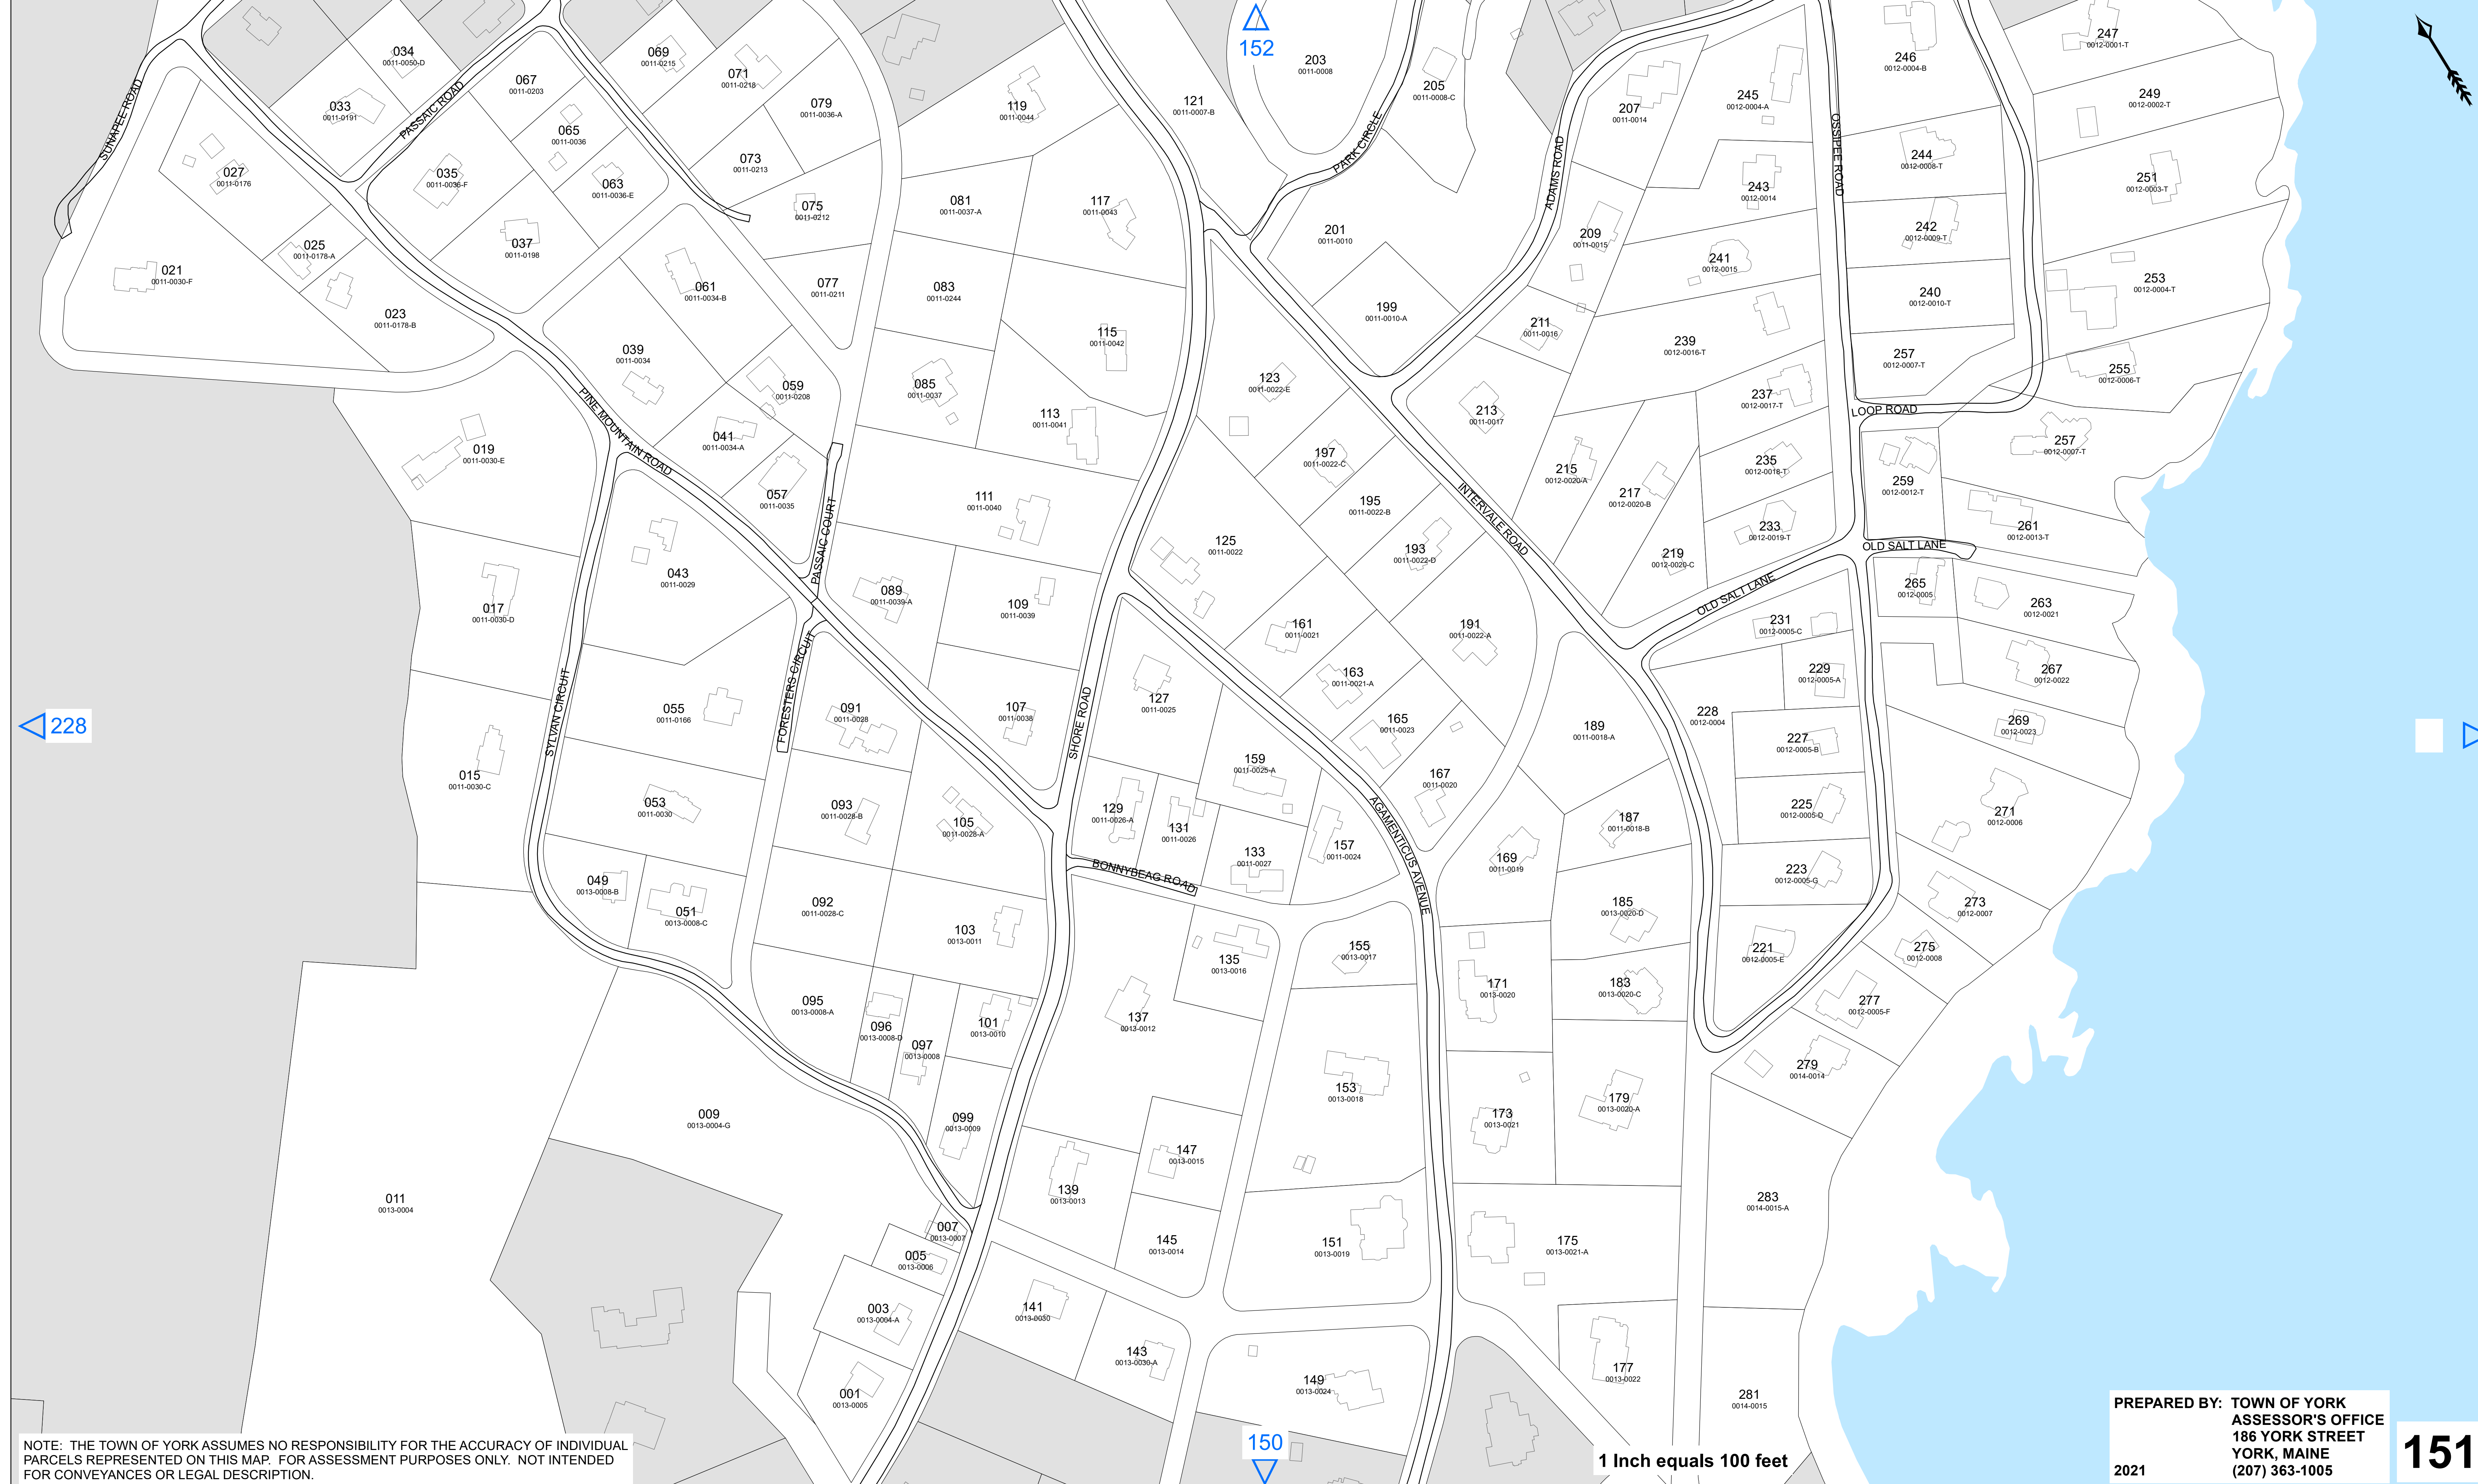 152
034
0011-0050-D
069
0011-0215
071
0011-0218
067
0011-0203
033
0011-0191
079
0011-0036-A
119
0011-0044
121
0011-0007-B
203
0011-0008
205
0011-0008-C
207
0011-0014
245
0012-0004-A
246
0012-0004-B
247
0012-0001-T
249
0012-0002-T
SUNAPEE ROAD
PASSAIC ROAD
PARK CIRCLE
ADAMS ROAD
OSSIPEE ROAD
065
0011-0036
073
0011-0213
027
0011-0176
035
0011-0036-F
063
0011-0036-E
075
0011-0212
081
0011-0037-A
117
0011-0043
201
0011-0010
209
0011-0015
243
0012-0014
244
0012-0008-T
251
0012-0003-T
242
0012-0009-T
025
0011-0178-A
037
0011-0198
021
0011-0030-F
061
0011-0034-B
077
0011-0211
083
0011-0244
241
0012-0015
240
0012-0010-T
253
0012-0004-T
023
0011-0178-B
199
0011-0010-A
211
0011-0016
115
0011-0042
239
0012-0016-T
257
0012-0007-T
255
0012-0006-T
039
0011-0034
059
0011-0208
085
0011-0037
123
0011-0022-E
237
0012-0017-T
LOOP ROAD
113
0011-0041
213
0011-0017
PINE MOUNTAIN ROAD
041
0011-0034-A
257
0012-0007-T
019
0011-0030-E
197
0011-0022-C
215
0012-0020-A
235
0012-0018-T
259
0012-0012-T
057
0011-0035
111
0011-0040
195
0011-0022-B
217
0012-0020-B
INTERVALE ROAD
233
0012-0019-T
261
0012-0013-T
PASSAIC COURT
125
0011-0022
193
0011-0022-D
219
0012-0020-C
OLD SALT LANE
OLD SALT LANE
043
0011-0029
089
0011-0039-A
109
0011-0039
265
0012-0005
263
0012-0021
017
0011-0030-D
161
0011-0021
191
0011-0022-A
231
0012-0005-C
FORESTERS CIRCUIT
163
0011-0021-A
229
0012-0005-A
267
0012-0022
127
0011-0025
SYLVAN CIRCUIT
055
0011-0166
091
0011-0028
107
0011-0038
SHORE ROAD
165
0011-0023
189
0011-0018-A
228
0012-0004
269
0012-0023
228
227
0012-0005-B
159
0011-0025-A
167
0011-0020
015
0011-0030-C
053
0011-0030
093
0011-0028-B
105
0011-0028-A
129
0011-0026-A
131
0011-0026
AGAMENTICUS AVENUE
187
0011-0018-B
225
0012-0005-D
271
0012-0006
133
0011-0027
157
0011-0024
169
0011-0019
BONNYBEAG ROAD
223
0012-0005-G
049
0013-0008-B
051
0013-0008-C
092
0011-0028-C
185
0013-0020-D
273
0012-0007
103
0013-0011
155
0013-0017
221
0012-0005-E
275
0012-0008
135
0013-0016
171
0013-0020
183
0013-0020-C
095
0013-0008-A
277
0012-0005-F
137
0013-0012
101
0013-0010
096
0013-0008-D
097
0013-0008
279
0014-0014
153
0013-0018
179
0013-0020-A
009
0013-0004-G
099
0013-0009
173
0013-0021
147
0013-0015
011
0013-0004
139
0013-0013
283
0014-0015-A
007
0013-0007
145
0013-0014
151
0013-0019
175
0013-0021-A
005
0013-0006
003
0013-0004-A
141
0013-0030
143
0013-0030-A
177
0013-0022
149
0013-0024
001
0013-0005
281
0014-0015
NOTE: THE TOWN OF YORK ASSUMES NO RESPONSIBILITY FOR THE ACCURACY OF INDIVIDUAL
PARCELS REPRESENTED ON THIS MAP. FOR ASSESSMENT PURPOSES ONLY. NOT INTENDED
FOR CONVEYANCES OR LEGAL DESCRIPTION.
150
1 Inch equals 100 feet
PREPARED BY: TOWN OF YORK
ASSESSOR'S OFFICE
186 YORK STREET
YORK, MAINE
2021 (207) 363-1005
151